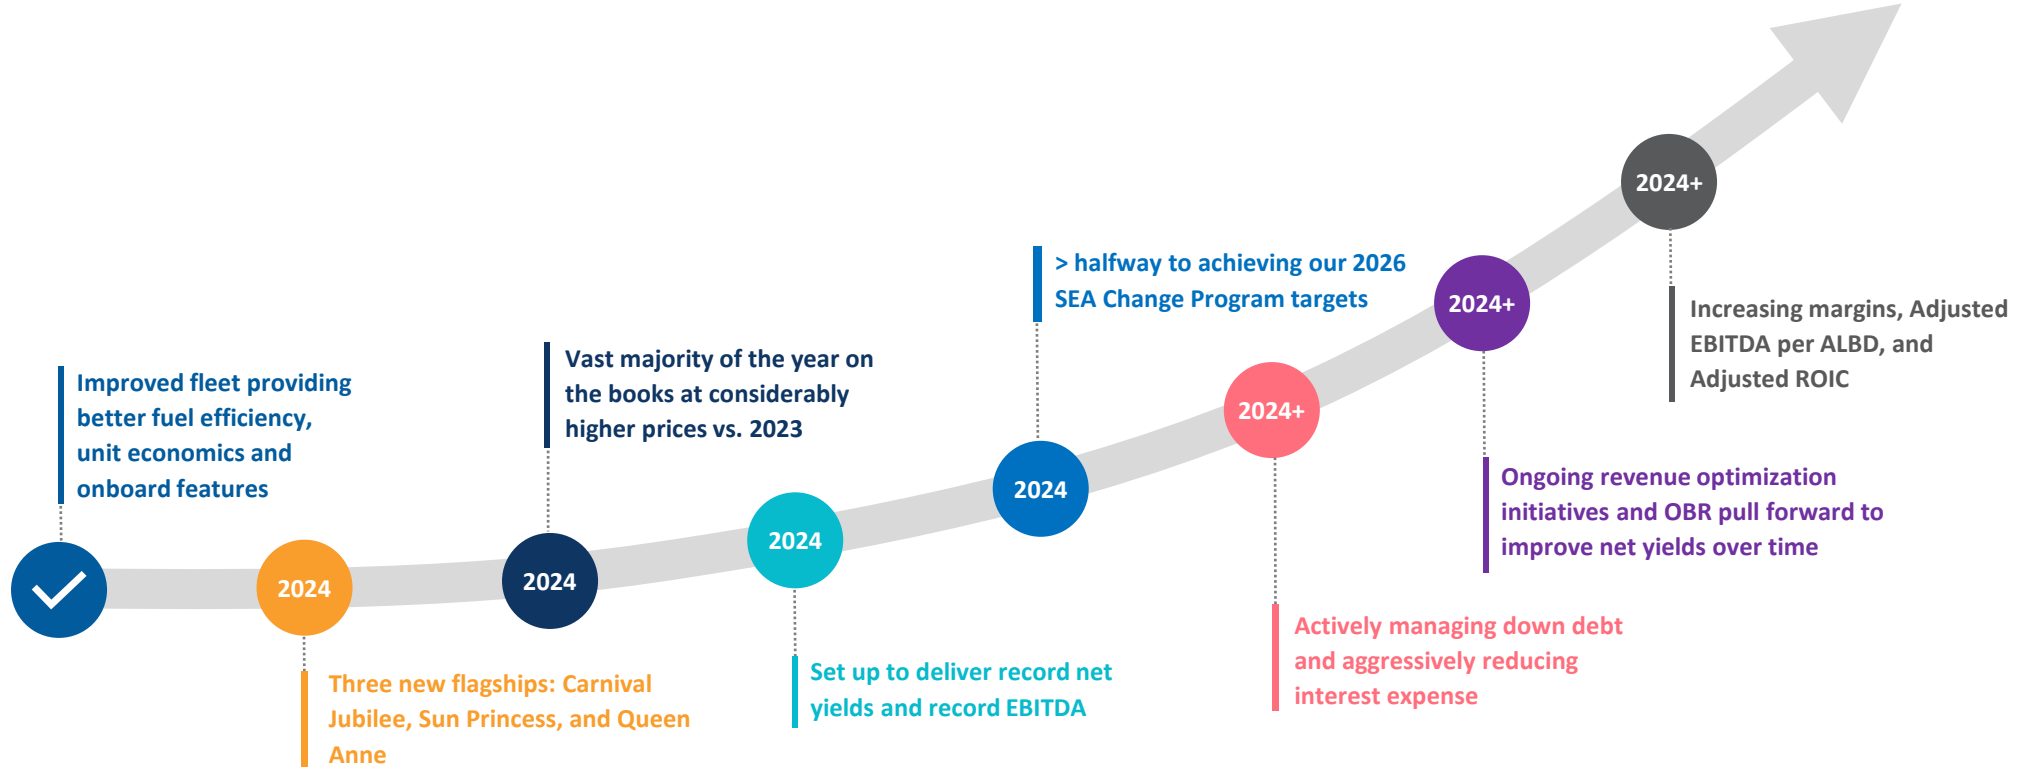 Improved fleet providing
better fuel efficiency,
unit economics and
onboard features
2024
Three new flagships: Carnival
Jubilee, Sun Princess, and Queen
Anne
Vast majority of the year on
the books at considerably
higher prices vs. 2023
2024
2024
Set up to deliver record net
yields and record EBITDA
> halfway to achieving our 2026
SEA Change Program targets
2024
2024+
Actively managing down debt
and aggressively reducing
interest expense
2024+
Ongoing revenue optimization
initiatives and OBR pull forward to
improve net yields over time
2024+
Increasing margins, Adjusted
EBITDA per ALBD, and
Adjusted ROIC